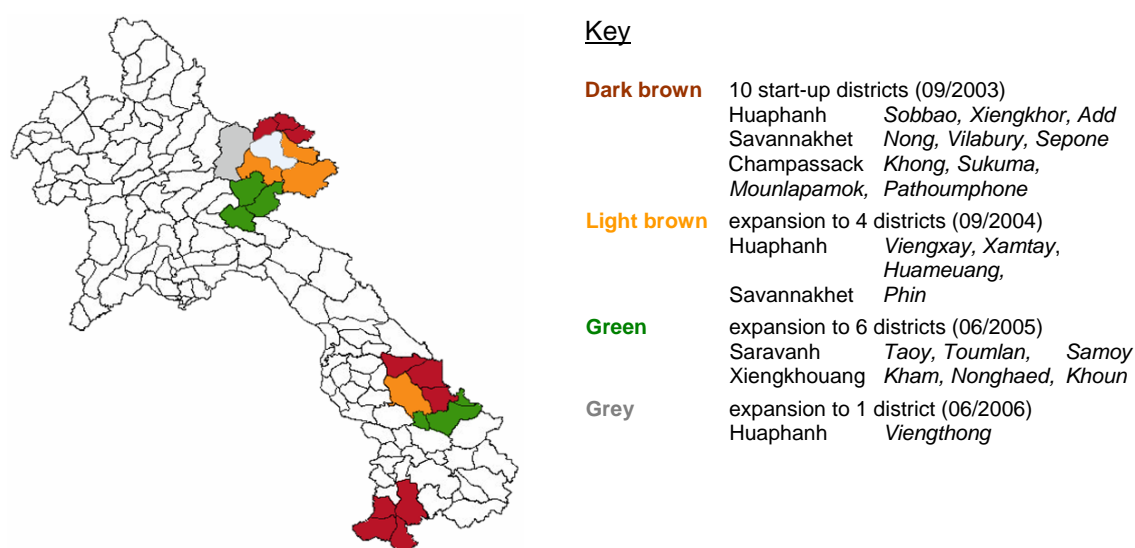 Key
Dark brown 10 start-up districts (09/2003)
Huaphanh Sobbao, Xiengkhor, Add
Savannakhet Nong, Vilabury, Sepone
Champassack Khong, Sukuma,
Mounlapamok, Pathoumphone
Light brown expansion to 4 districts (09/2004)
Huaphanh Viengxay, Xamtay,
Huameuang,
Savannakhet Phin
Green expansion to 6 districts (06/2005)
Saravanh Taoy, Toumlan, Samoy
Xiengkhouang Kham, Nonghaed, Khoun
Grey expansion to 1 district (06/2006)
Huaphanh Viengthong